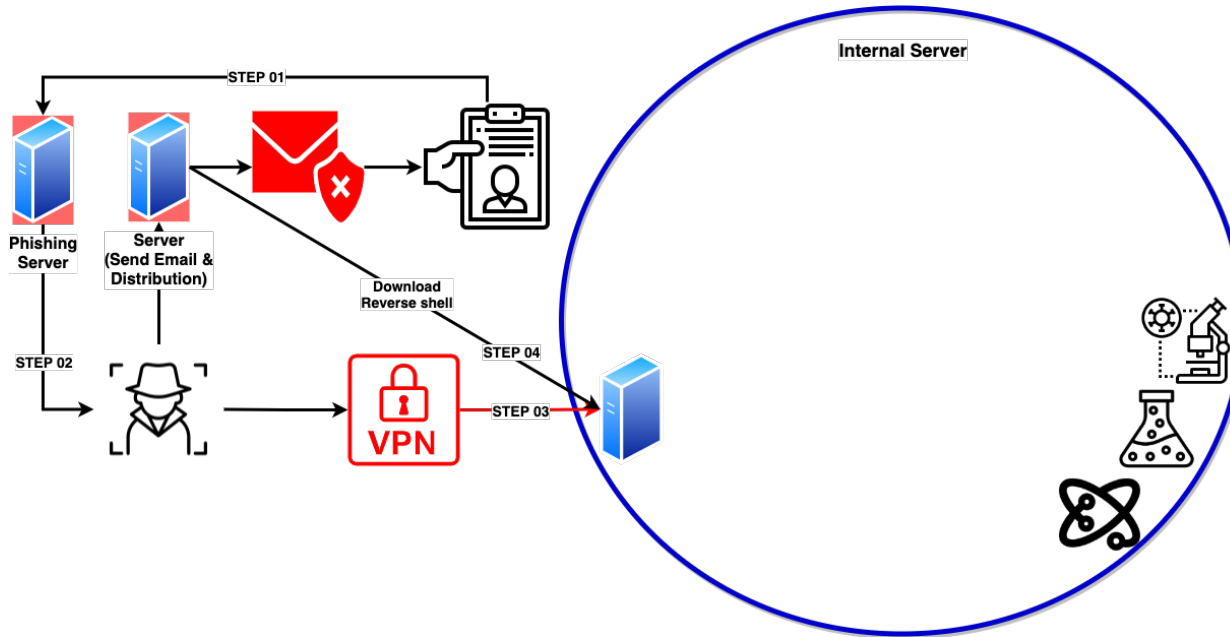 Internal Server
STEP 01
Phishing
Server
Server
(Send Email &
Distribution)
Download
Reverse shell
STEP 02
STEP 04
VPN
STEP 03